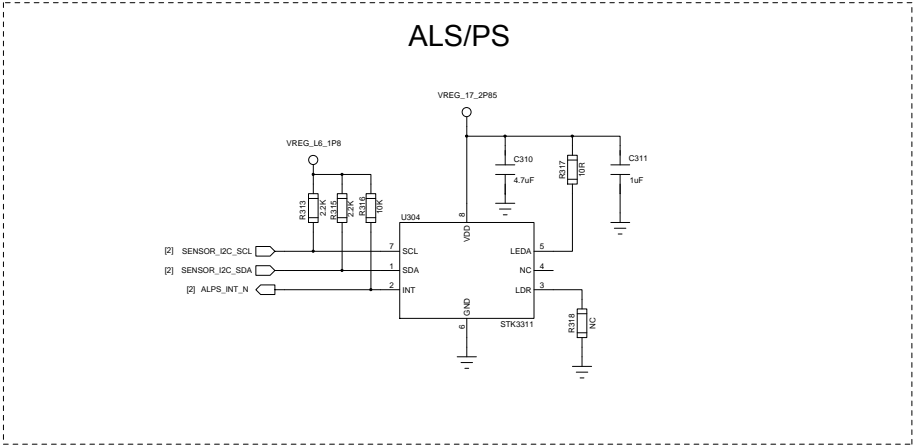 ALS/PS
VREG_17_2P85
VREG_L6_1P8
C310
4.7uF
R317
10R
C311
1uF
R313
2.2K
R315
2.2K
R316
10K
U304
8
VDD
[2] SENSOR_I2C_SCL
7
SCL
LEDA
5
[2] SENSOR_I2C_SDA
1
SDA
NC
4
[2] ALPS_INT_N
2
INT
LDR
3
GND
6
STK3311
R318
NC